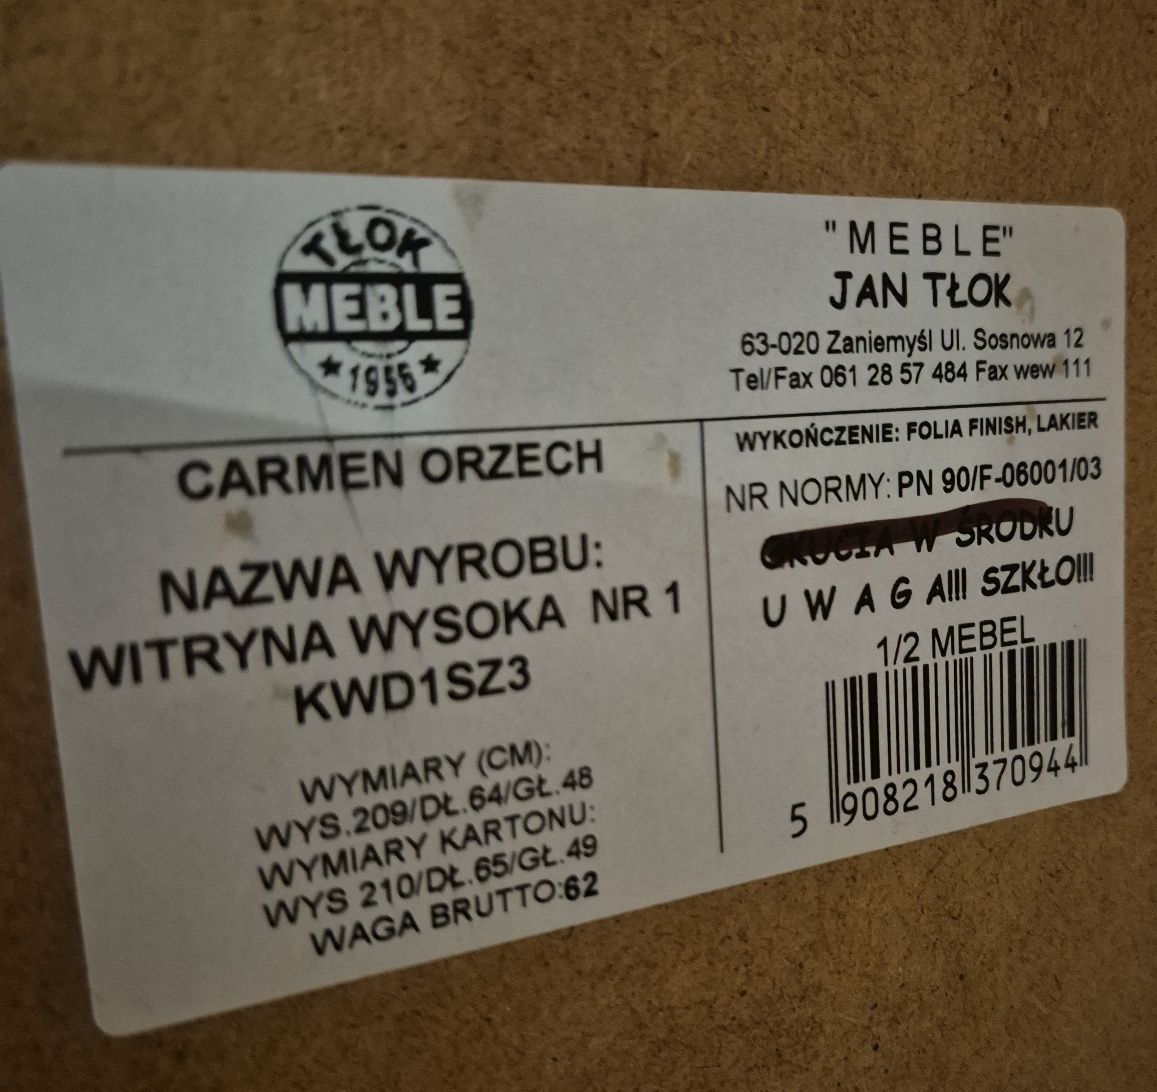 TŁOK
MEBLE
1956
"MEBLE"
JAN TŁOK
63-020 Zaniemyśl Ul. Sosnowa 12
Tel/Fax 061 28 57 484 Fax wew 111
CARMEN ORZECH
NAZWA WYROBU:
WITRYNA WYSOKA NR 1
KWD1SZ3
WYMIARY (CM):
WYS.209/DŁ.64/GŁ.48
WYMIARY KARTONU:
WYS 210/DŁ.65/GŁ.49
WAGA BRUTTO:62
WYKOŃCZENIE: FOLIA FINISH, LAKIER
NR NORMY: PN 90/F-06001/03
OKUCIA W ŚRODKU
U W A G A!!! SZKŁO!!!
1/2 MEBEL
5 908218 370944